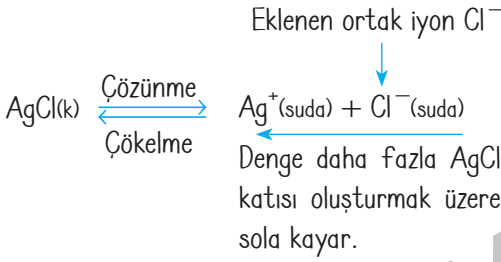 Eklenen ortak iyon Cl⁻
Çözünme
AgCl(k) Ag⁺(suda) + Cl⁻(suda)
Çökelme
Denge daha fazla AgCl
katısı oluşturmak üzere
sola kayar.